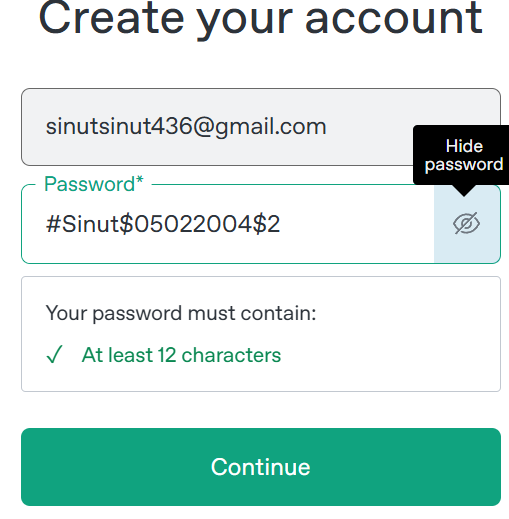 Create your account
sinutsinut436@gmail.com
Hide
password
Password*
#Sinut$05022004$2
Your password must contain:
✓ At least 12 characters
Continue